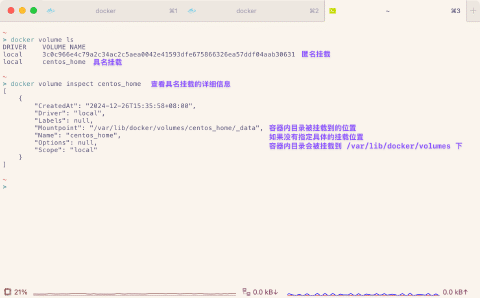 docker ⌘1 docker ⌘2 ~ ⌘3 +
~
> docker volume ls
DRIVER VOLUME NAME
local 3c0c966e4c79a2c34ac2c5aea0042e41593dfe675866326ea57ddf04aab30631 匿名挂载
local centos_home 具名挂载
~
> docker volume inspect centos_home 查看具名挂载的详细信息
[
{
"CreatedAt": "2024-12-26T15:35:58+08:00",
"Driver": "local",
"Labels": null,
"Mountpoint": "/var/lib/docker/volumes/centos_home/_data", 容器内目录被挂载到的位置
"Name": "centos_home", 如果没有指定具体的挂载位置
"Options": null, 容器内目录会被挂载到 /var/lib/docker/volumes 下
"Scope": "local"
}
]
~
>
21% 0.0 kB↓ 0.0 kB↑